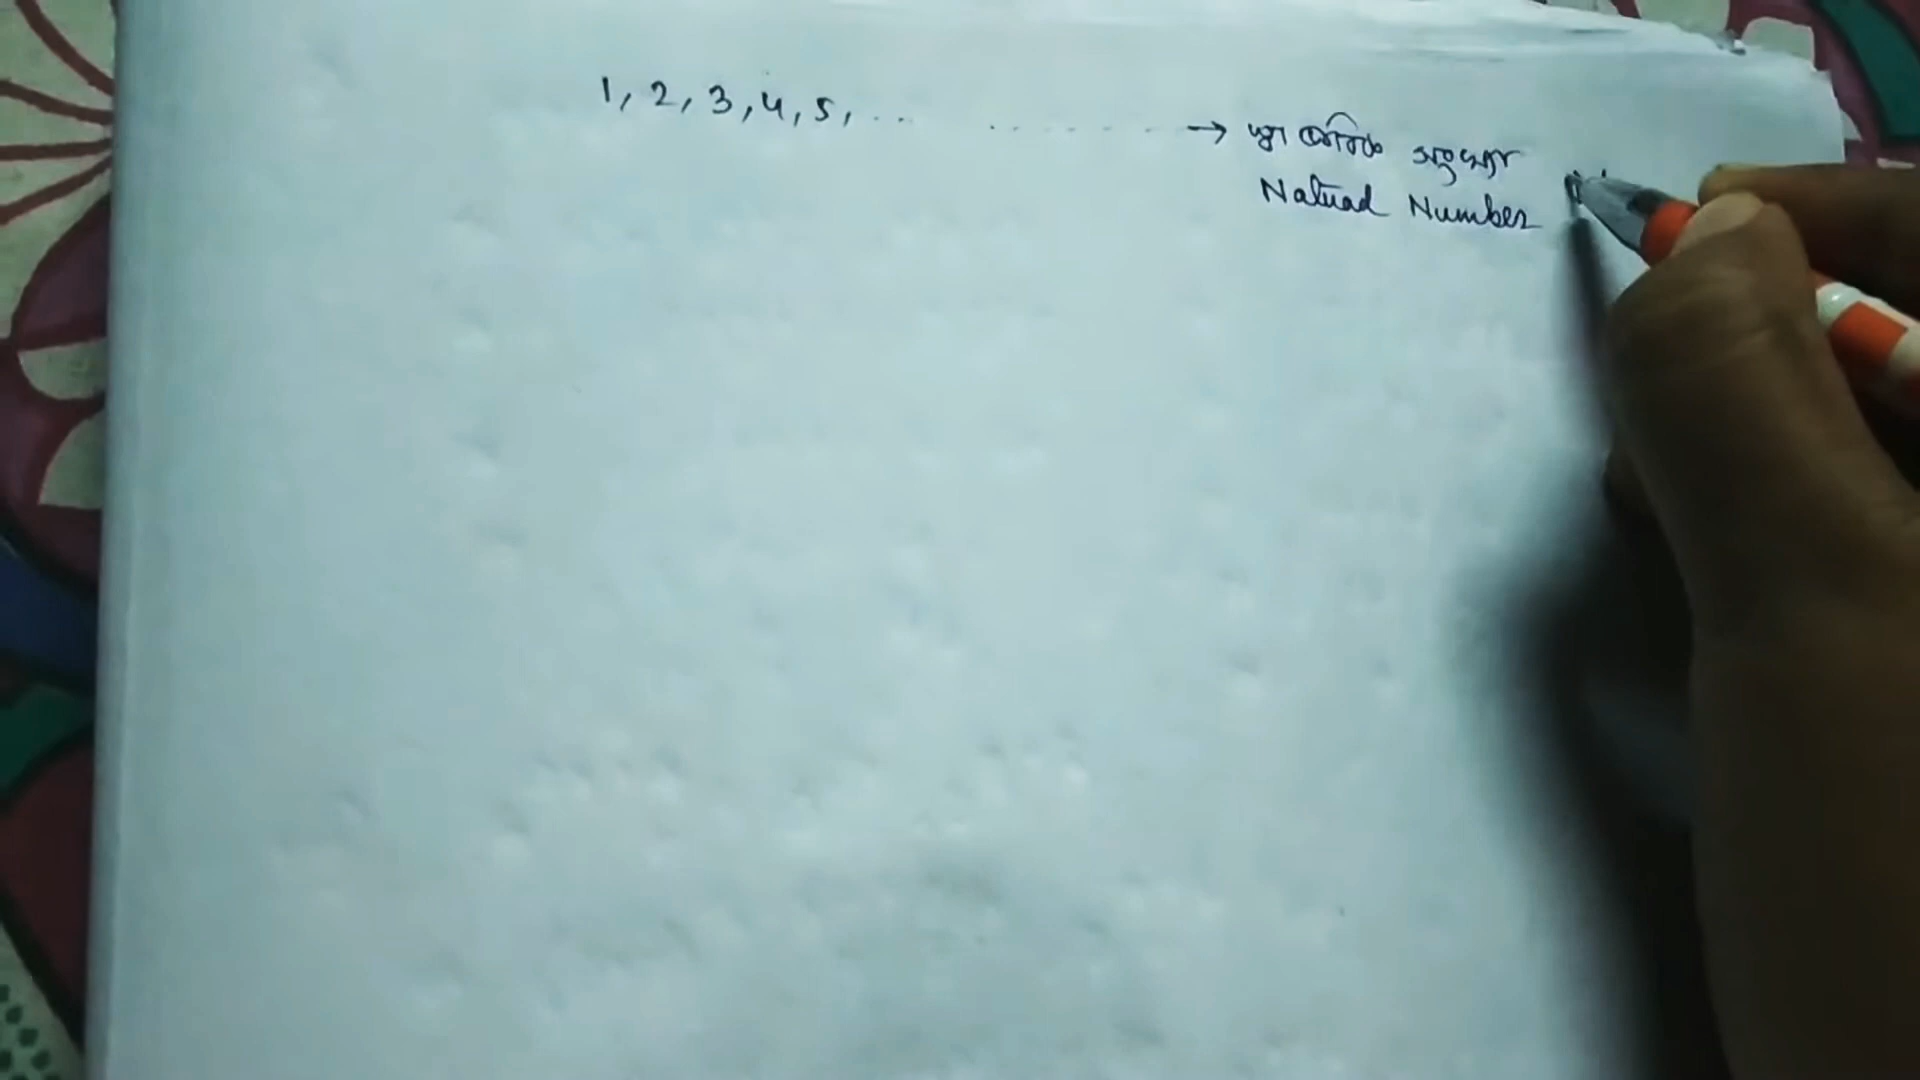 1, 2, 3, 4, 5, .. ........ → স্বাভাবিক সংখ্যা
Natural Number